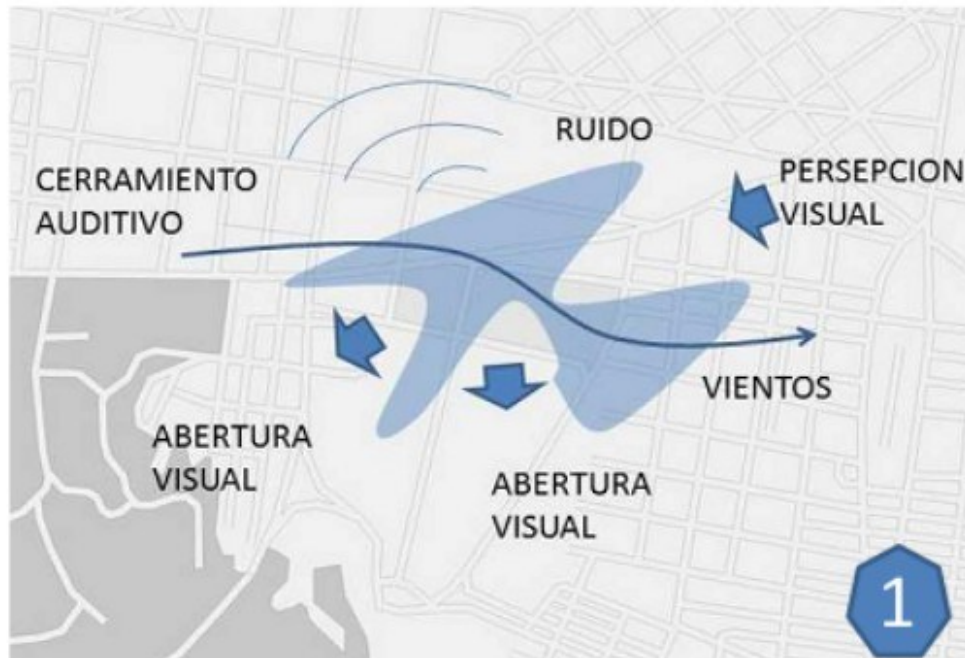 RUIDO
CERRAMIENTO
AUDITIVO
PERSEPCION
VISUAL
VIENTOS
ABERTURA
VISUAL
ABERTURA
VISUAL
1